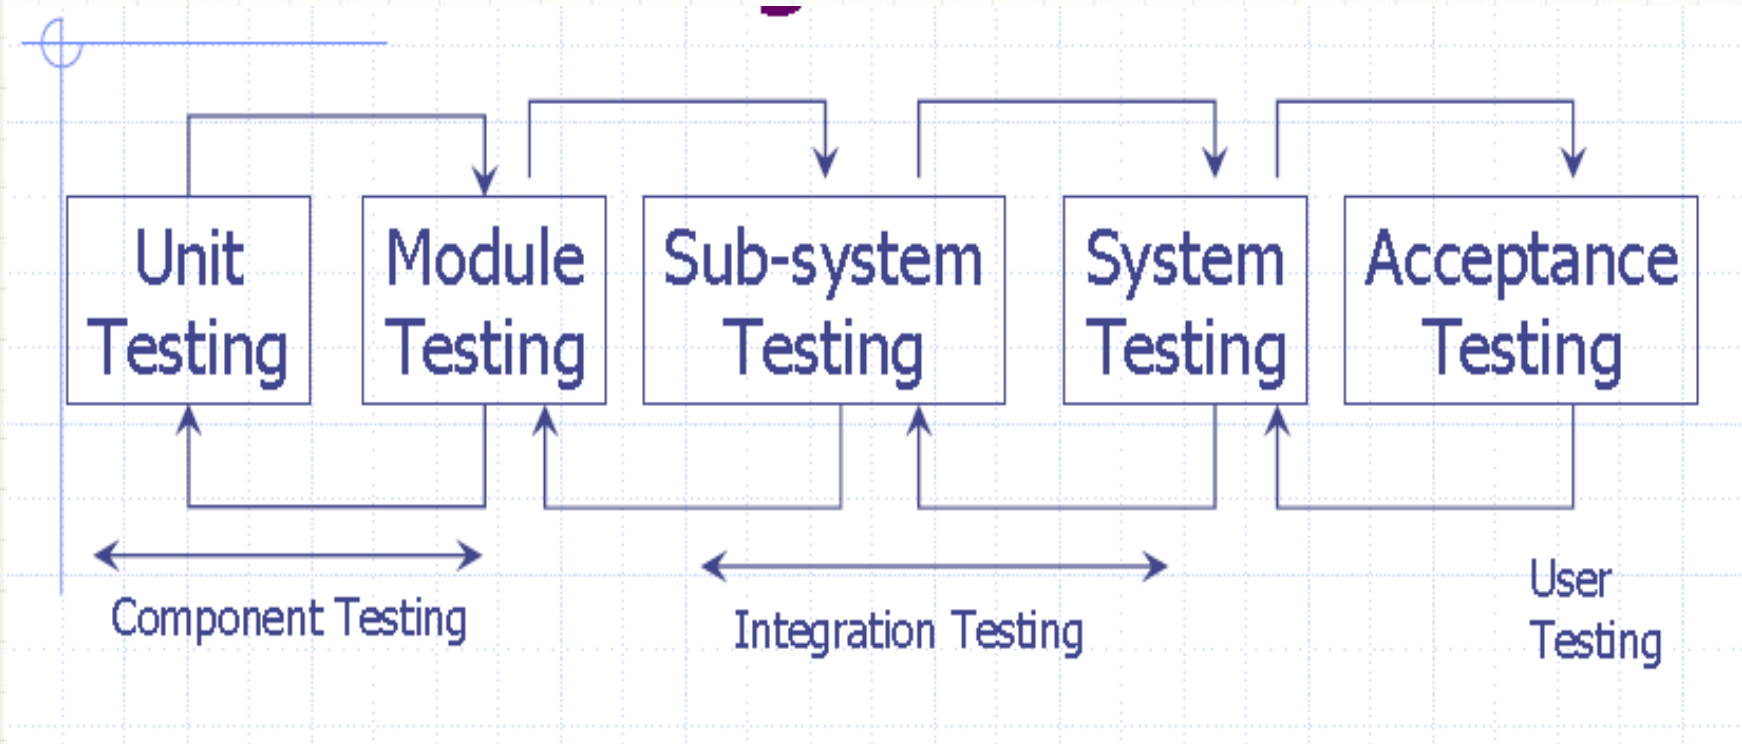 Unit
Testing
Module
Testing
Sub-system
Testing
System
Testing
Acceptance
Testing
Component Testing
Integration Testing
User
Testing